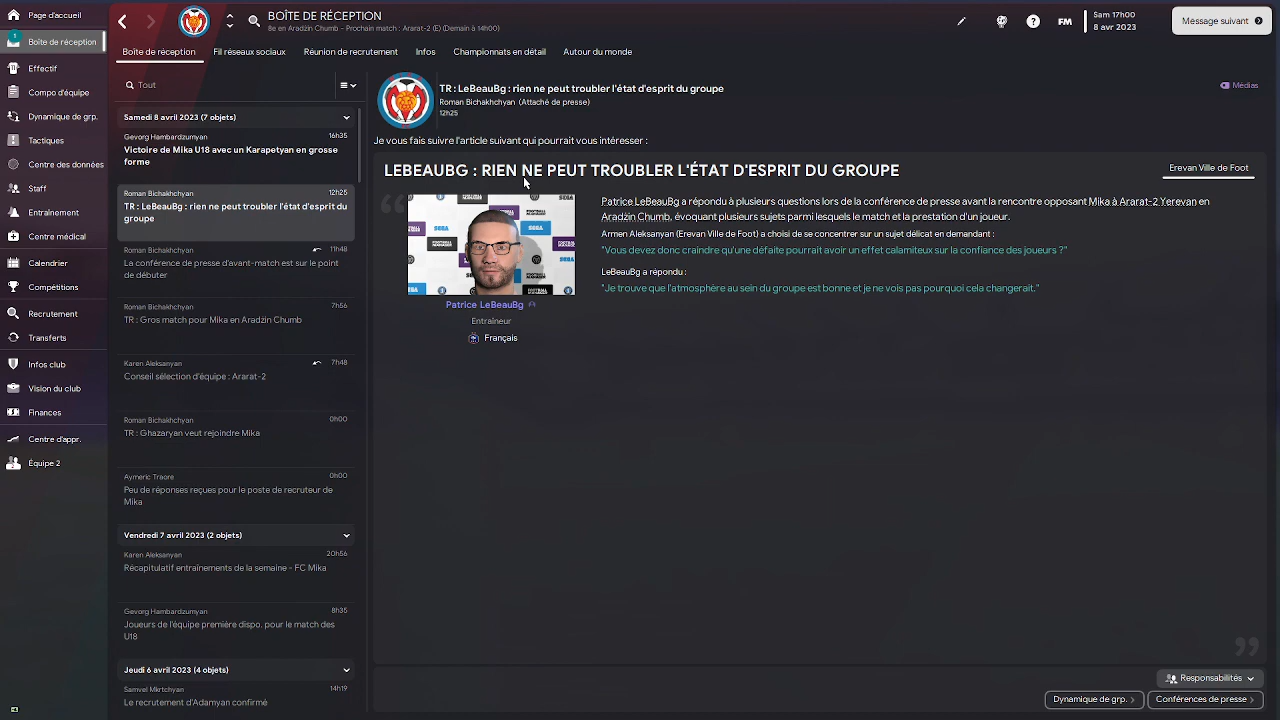 Page d'accueil
1
Boîte de réception
Effectif
Compo d'équipe
Dynamique de grp.
Tactiques
Centre des données
Staff
Entraînement
Centre médical
Calendrier
Compétitions
Recrutement
Transferts
Infos club
Vision du club
Finances
Centre d'appr.
Équipe 2
BOÎTE DE RÉCEPTION
8e en Aradżin Chumb - Prochain match : Ararat-2 (E) (Demain à 14h00)
FM
Sam 17h00
8 avr 2023
Message suivant
Boîte de réception
Fil réseaux sociaux
Réunion de recrutement
Infos
Championnats en détail
Autour du monde
Tout
Samedi 8 avril 2023 (7 objets)
Gevorg Hambardzumyan 16h35
Victoire de Mika U18 avec un Karapetyan en grosse
forme
Roman Bichakhchyan 12h25
TR : LeBeauBg : rien ne peut troubler l'état d'esprit du
groupe
Roman Bichakhchyan 11h48
La conférence de presse d'avant-match est sur le point
de débuter
Roman Bichakhchyan 7h56
TR : Gros match pour Mika en Aradżin Chumb
Karen Aleksanyan 7h48
Conseil sélection d'équipe : Ararat-2
Roman Bichakhchyan 0h00
TR : Ghazaryan veut rejoindre Mika
Aymeric Traore 0h00
Peu de réponses reçues pour le poste de recruteur de
Mika
Vendredi 7 avril 2023 (2 objets)
Karen Aleksanyan 20h56
Récapitulatif entraînements de la semaine - FC Mika
Gevorg Hambardzumyan 8h35
Joueurs de l'équipe première dispo. pour le match des
U18
Jeudi 6 avril 2023 (4 objets)
Samvel Mkrtchyan 14h19
Le recrutement d'Adamyan confirmé
TR : LeBeauBg : rien ne peut troubler l'état d'esprit du groupe
Roman Bichakhchyan (Attaché de presse)
12h25
Médias
Je vous fais suivre l'article suivant qui pourrait vous intéresser :
LEBEAUBG : RIEN NE PEUT TROUBLER L'ÉTAT D'ESPRIT DU GROUPE
Erevan Ville de Foot
SEGA
FOOTBALL MANAGER
Patrice LeBeauBg
Entraîneur
Français
Patrice LeBeauBg a répondu à plusieurs questions lors de la conférence de presse avant la rencontre opposant Mika à Ararat-2 Yerevan en
Aradżin Chumb, évoquant plusieurs sujets parmi lesquels le match et la prestation d'un joueur.
Armen Aleksanyan (Erevan Ville de Foot) a choisi de se concentrer sur un sujet délicat en demandant :
"Vous devez donc craindre qu'une défaite pourrait avoir un effet calamiteux sur la confiance des joueurs ?"
LeBeauBg a répondu :
"Je trouve que l'atmosphère au sein du groupe est bonne et je ne vois pas pourquoi cela changerait."
Responsabilités
Dynamique de grp.
Conférences de presse